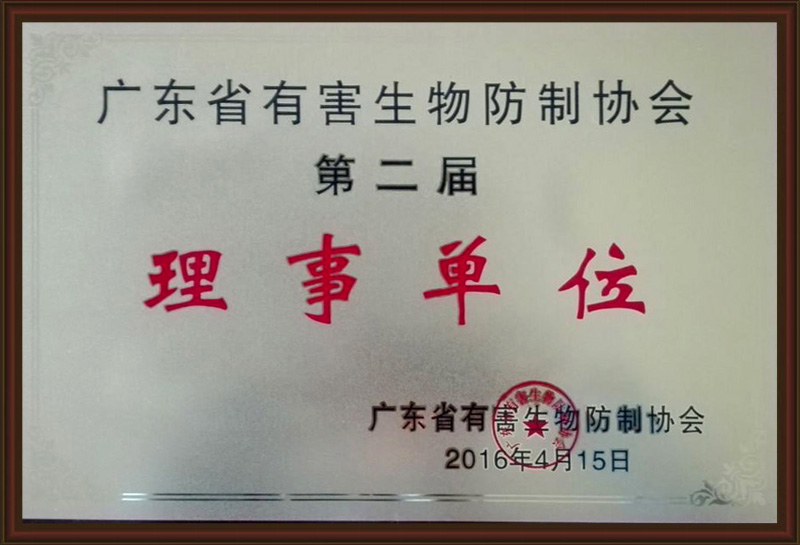 广东省有害生物防制协会
第二届
理事单位
广东省有害生物防制协会
2016年4月15日